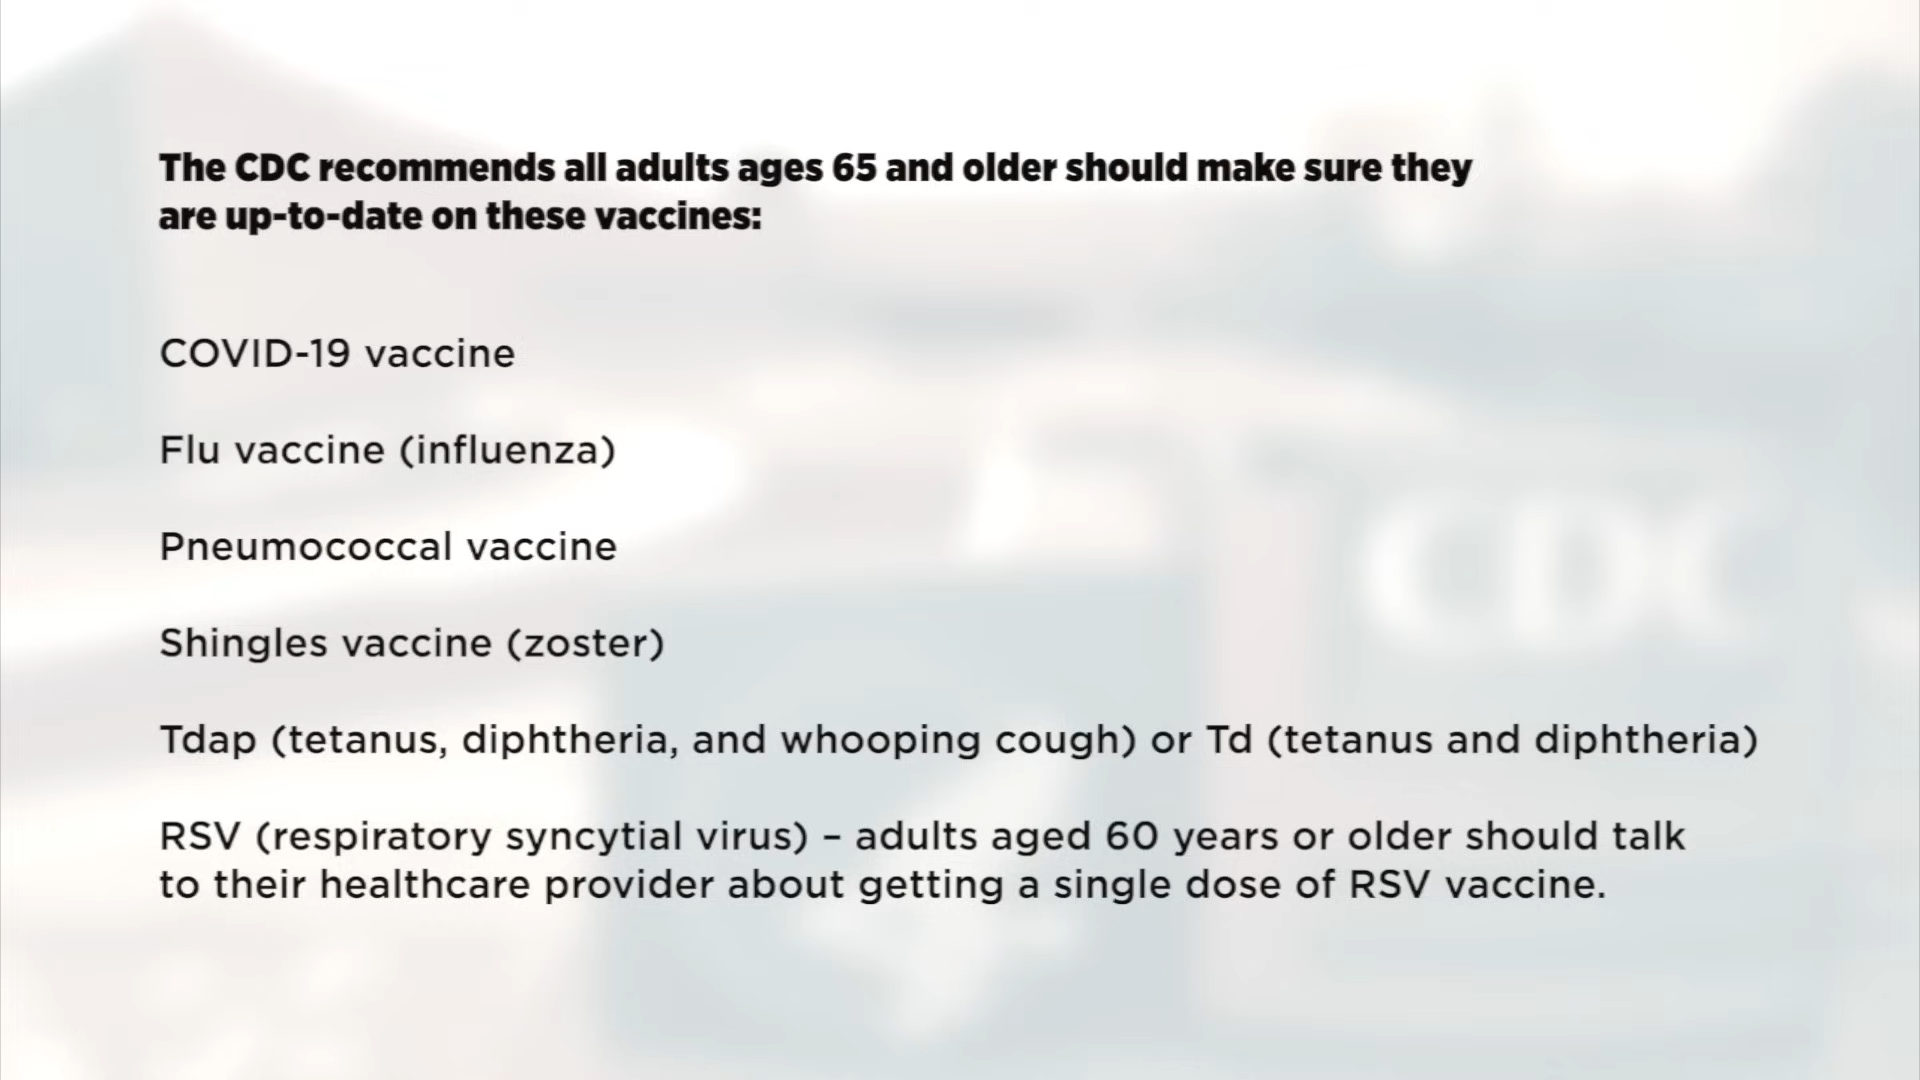 The CDC recommends all adults ages 65 and older should make sure they
are up-to-date on these vaccines:
COVID-19 vaccine
Flu vaccine (influenza)
Pneumococcal vaccine
Shingles vaccine (zoster)
Tdap (tetanus, diphtheria, and whooping cough) or Td (tetanus and diphtheria)
RSV (respiratory syncytial virus) – adults aged 60 years or older should talk
to their healthcare provider about getting a single dose of RSV vaccine.
CDC